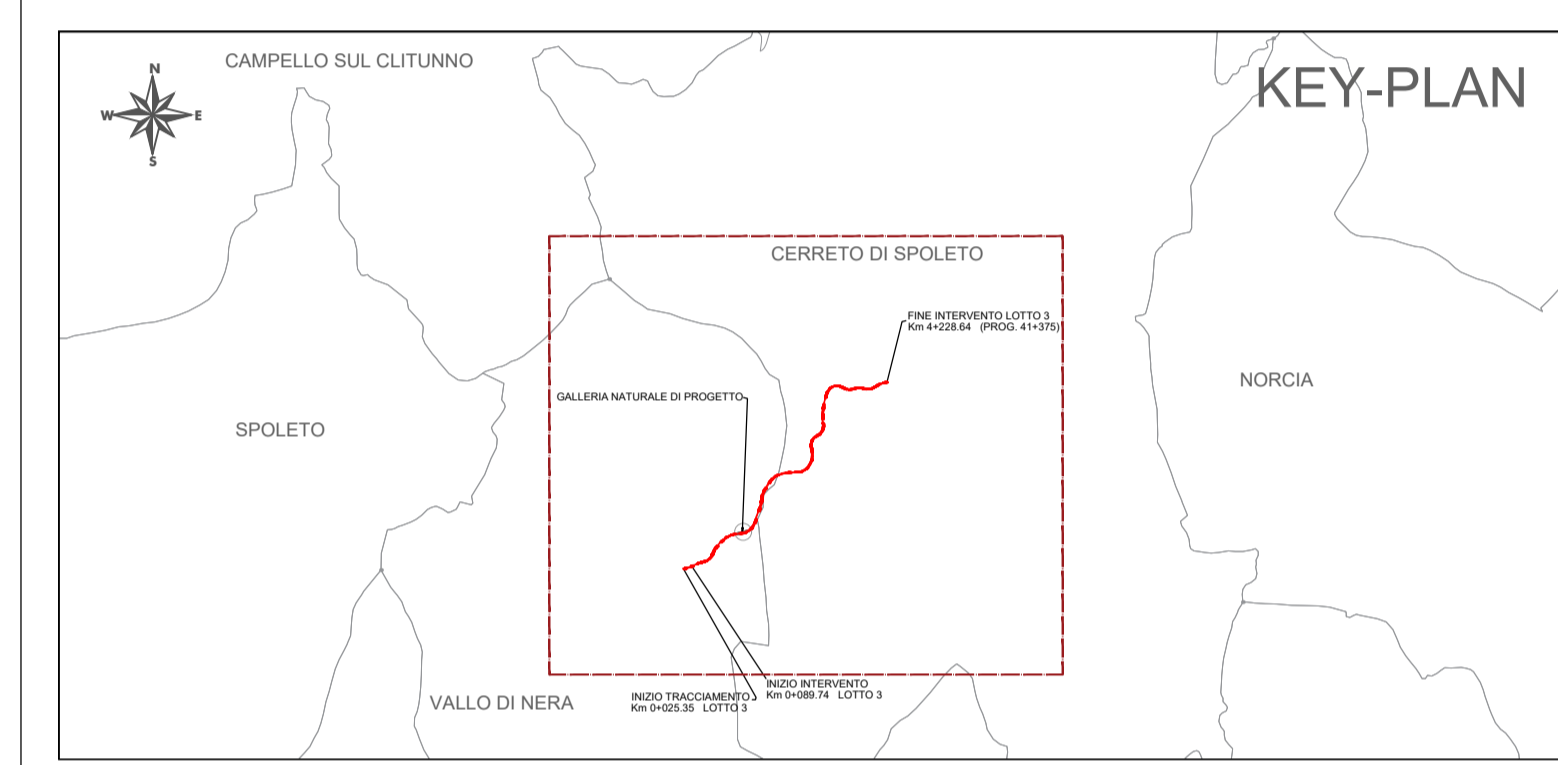 CAMPELLO SUL CLITUNNO
KEY-PLAN
N
W
E
S
CERRETO DI SPOLETO
FINE INTERVENTO LOTTO 3
Km 4+228.64 (PROG. 41+375)
NORCIA
GALLERIA NATURALE DI PROGETTO
SPOLETO
INIZIO INTERVENTO
Km 0+089.74 LOTTO 3
INIZIO TRACCIAMENTO
Km 0+025.35 LOTTO 3
VALLO DI NERA